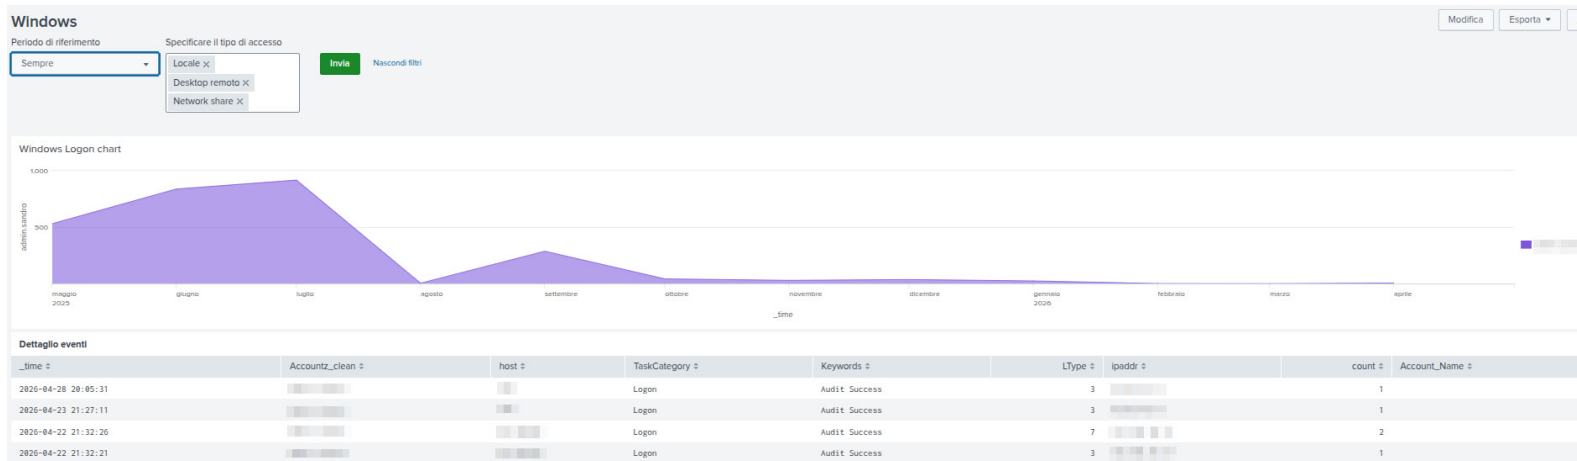 Windows
Modifica Esporta
Periodo di riferimento Specificare il tipo di accesso
Sempre Locale × Invia Nascondi filtri
Desktop remoto ×
Network share ×
Windows Logon chart
1.000
500
admin.sandro
maggio giugno luglio agosto settembre ottobre novembre dicembre gennaio febbraio marzo aprile
2025 2026
_time
Dettaglio eventi
_time Accountz_clean host TaskCategory Keywords LType ipaddr count Account_Name
2026-04-28 20:05:31 Logon Audit Success 3 1
2026-04-23 21:27:11 Logon Audit Success 3 1
2026-04-22 21:32:26 Logon Audit Success 7 2
2026-04-22 21:32:21 Logon Audit Success 3 1